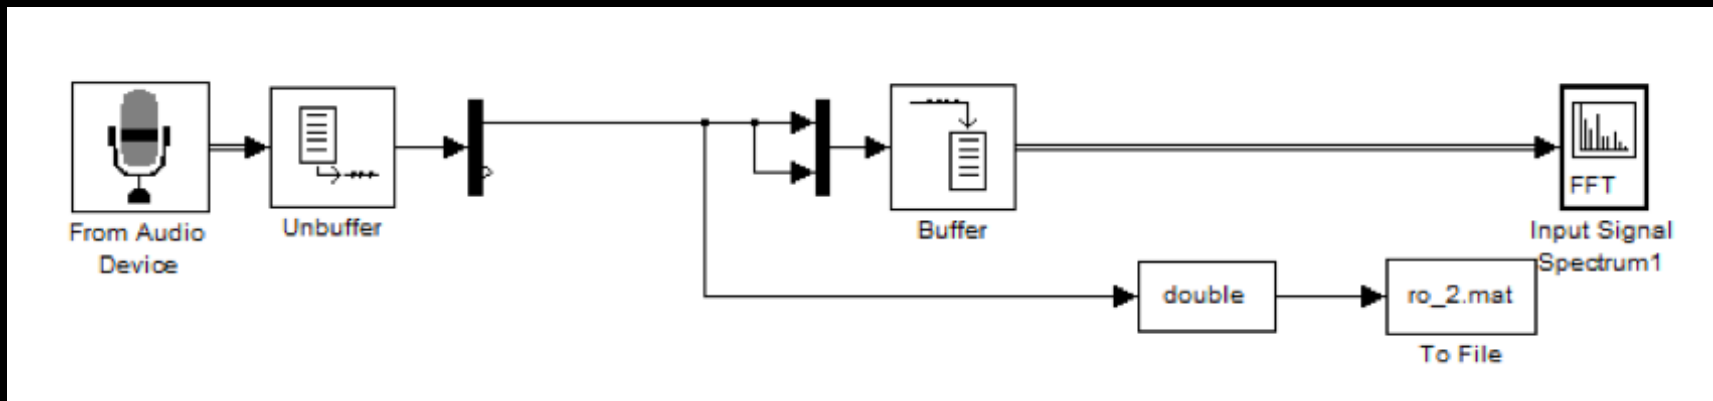 From Audio
Device
Unbuffer
Buffer
FFT
Input Signal
Spectrum1
double
ro_2.mat
To File